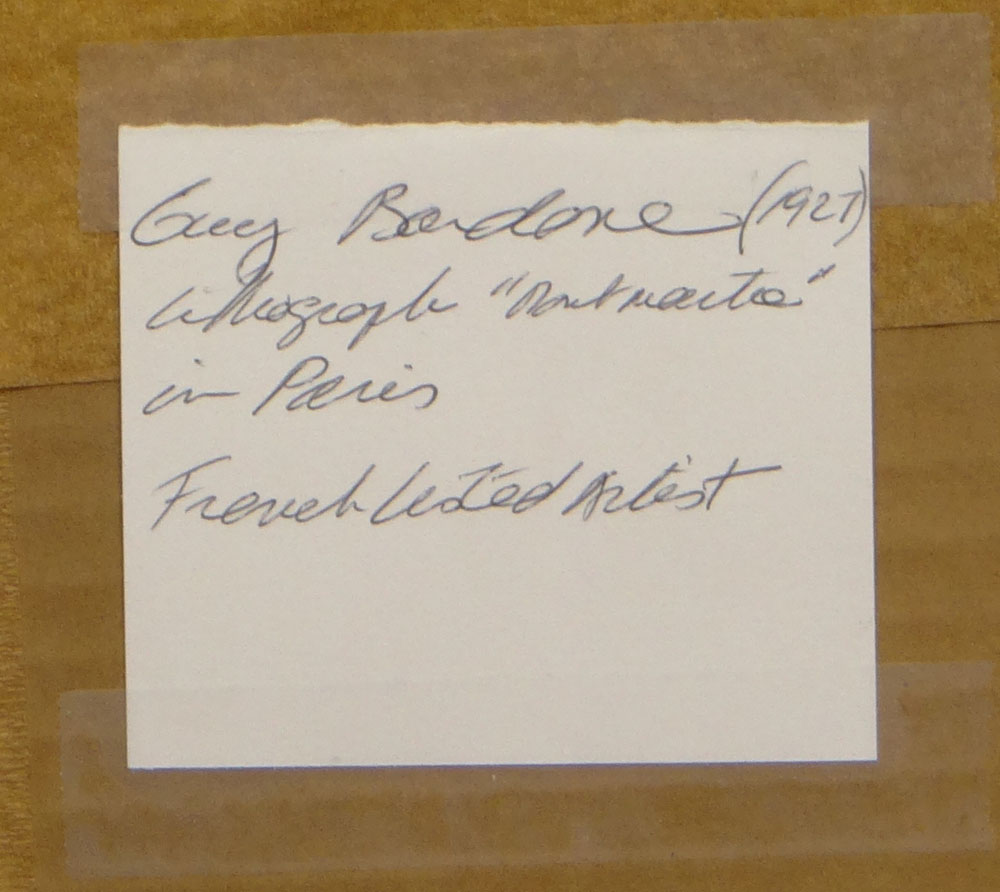 Guy Bardone (1927)
Lithograph "Montmartre"
in Paris
French Listed Artist